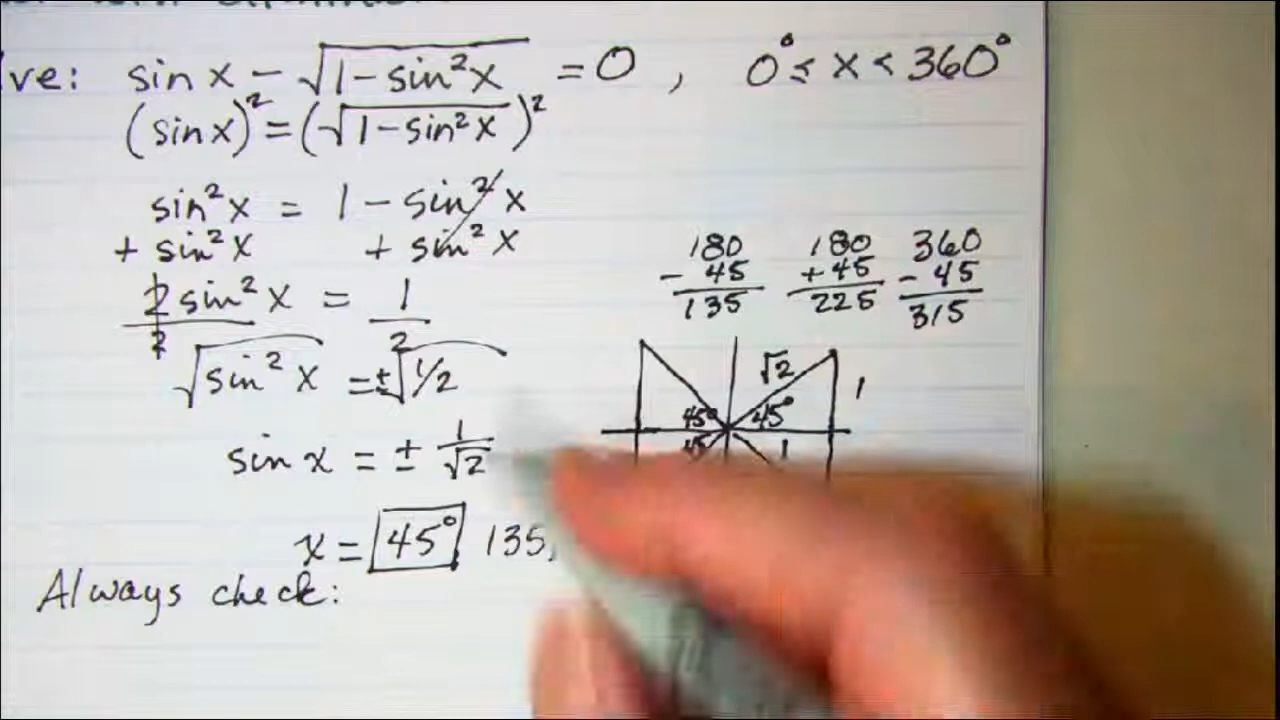 lve: sin x − √(1 − sin²x) = 0 , 0° ≤ x < 360°
(sin x)² = (√(1 − sin²x))²
sin²x = 1 − sin²x
+ sin²x + sin²x
2 sin²x = 1
2 2
√(sin²x) = ±√(1/2)
sin x = ± 1/√2
x = 45° 135,
Always check:
180 180 360
− 45 +45 − 45
135 225 315
√2
1
45° 45°
45 1